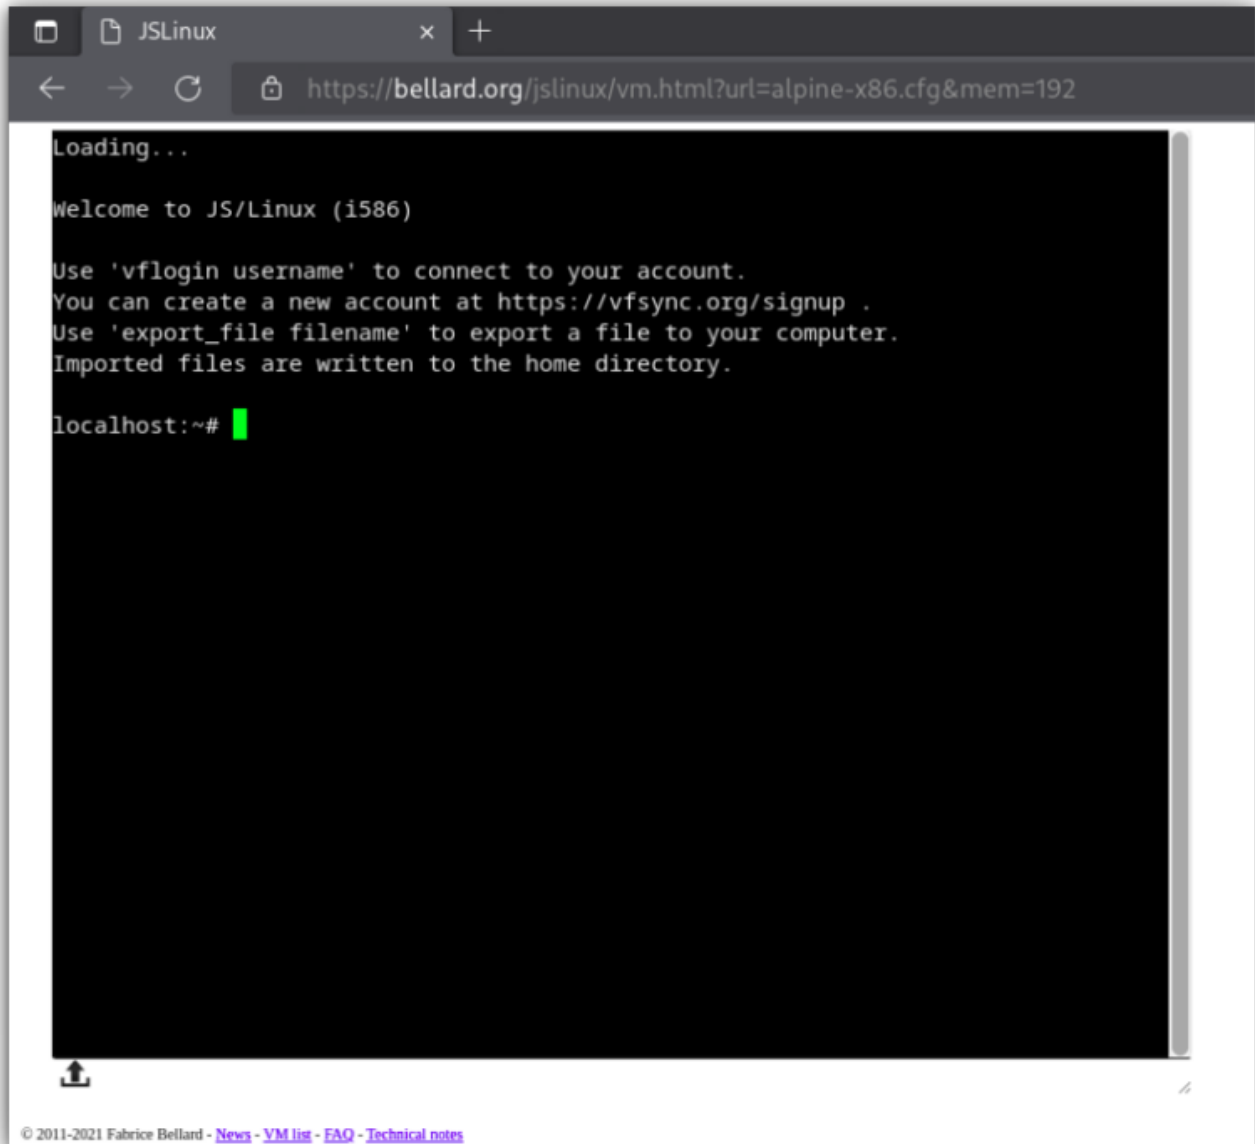 JSLinux
https://bellard.org/jslinux/vm.html?url=alpine-x86.cfg&mem=192
Loading...
Welcome to JS/Linux (i586)
Use 'vflogin username' to connect to your account.
You can create a new account at https://vfsync.org/signup .
Use 'export_file filename' to export a file to your computer.
Imported files are written to the home directory.
localhost:~#
© 2011-2021 Fabrice Bellard - News - VM list - FAQ - Technical notes